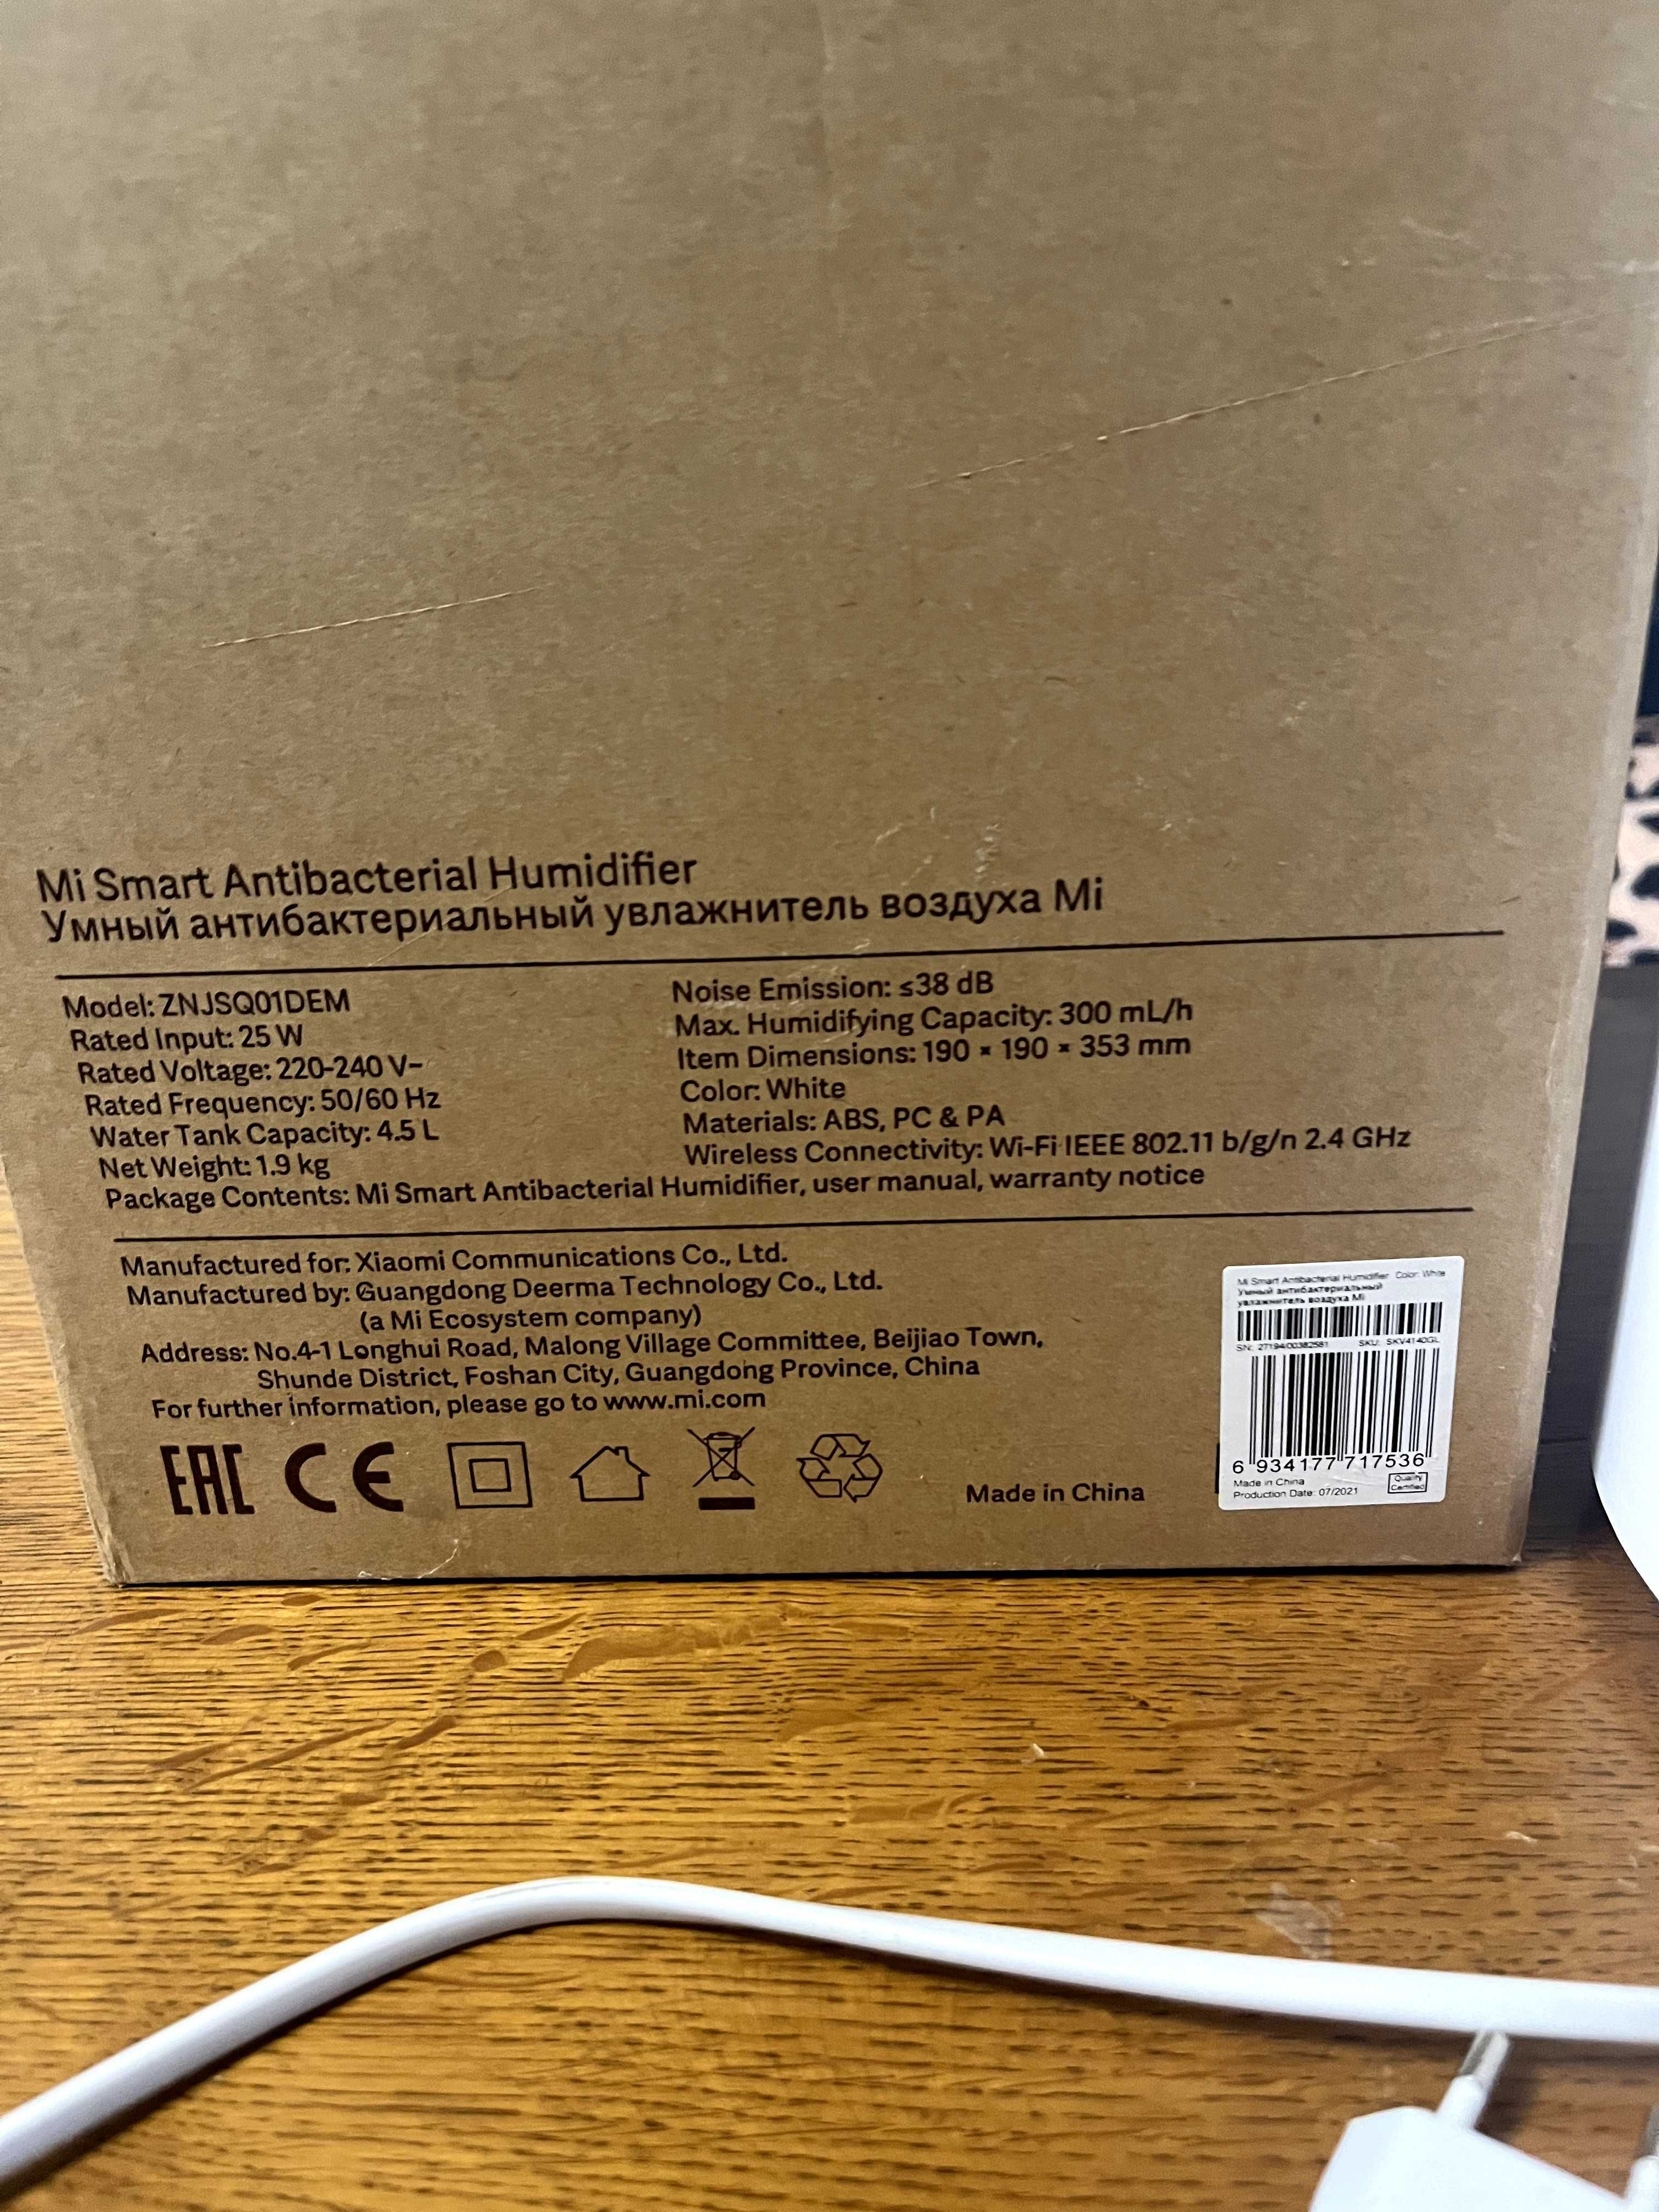 Mi Smart Antibacterial Humidifier
Умный антибактериальный увлажнитель воздуха Mi
Model: ZNJSQ01DEM
Rated Input: 25 W
Rated Voltage: 220-240 V~
Rated Frequency: 50/60 Hz
Water Tank Capacity: 4.5 L
Net Weight: 1.9 kg
Noise Emission: ≤38 dB
Max. Humidifying Capacity: 300 mL/h
Item Dimensions: 190 × 190 × 353 mm
Color: White
Materials: ABS, PC & PA
Wireless Connectivity: Wi-Fi IEEE 802.11 b/g/n 2.4 GHz
Package Contents: Mi Smart Antibacterial Humidifier, user manual, warranty notice
Manufactured for: Xiaomi Communications Co., Ltd.
Manufactured by: Guangdong Deerma Technology Co., Ltd.
(a Mi Ecosystem company)
Address: No.4-1 Longhui Road, Malong Village Committee, Beijiao Town,
Shunde District, Foshan City, Guangdong Province, China
For further information, please go to www.mi.com
EAC CE
Made in China
Mi Smart Antibacterial Humidifier Color: White
Умный антибактериальный
увлажнитель воздуха Mi
SN: 27194/00382581 SKU: SKV4140GL
6 934177 717536
Made in China
Production Date: 07/2021
Quality
Certified